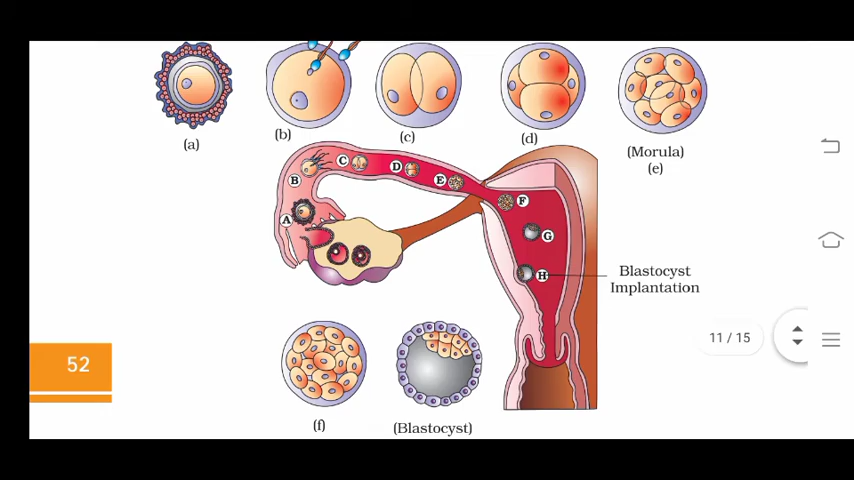 (a)
(b)
(c)
(d)
(Morula)
(e)
A
B
C
D
E
F
G
H
Blastocyst
Implantation
11 / 15
52
(f)
(Blastocyst)